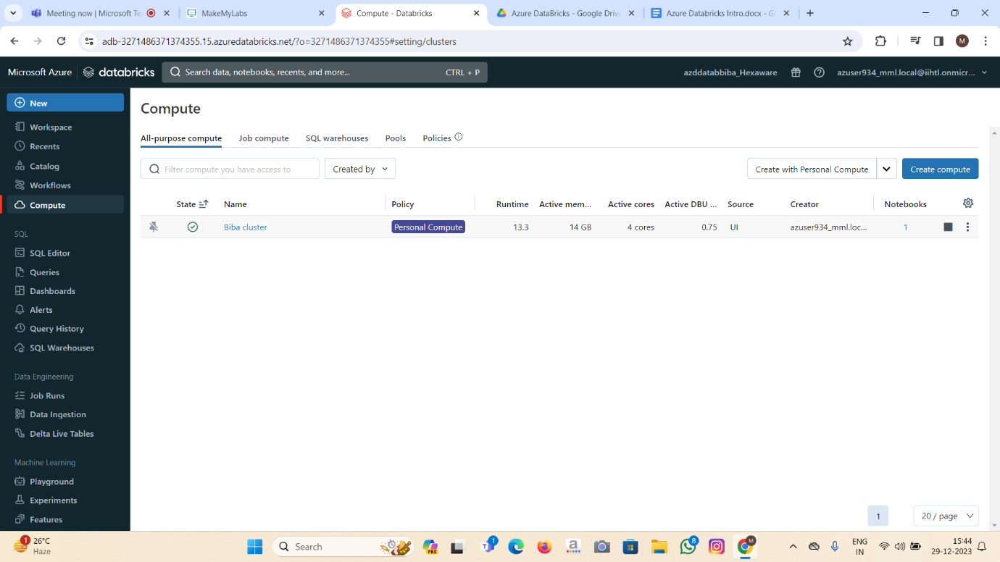 Meeting now | Microsoft Te
MakeMyLabs
Compute - Databricks
Azure DataBricks - Google Drive
Azure Databricks Intro.docx - G
adb-3271486371374355.15.azuredatabricks.net/?o=3271486371374355#setting/clusters
M
Microsoft Azure databricks
Search data, notebooks, recents, and more... CTRL + P
azddatabbiba_Hexaware
azuser934_mml.local@iihtl.onmicr...
New
Workspace
Recents
Catalog
Workflows
Compute
SQL
SQL Editor
Queries
Dashboards
Alerts
Query History
SQL Warehouses
Data Engineering
Job Runs
Data Ingestion
Delta Live Tables
Machine Learning
Playground
Experiments
Features
Compute
All-purpose compute Job compute SQL warehouses Pools Policies
Filter compute you have access to Created by Create with Personal Compute Create compute
State Name Policy Runtime Active mem... Active cores Active DBU ... Source Creator Notebooks
Biba cluster Personal Compute 13.3 14 GB 4 cores 0.75 UI azuser934_mml.loc... 1
1 20 / page
1 26°C
Haze
Search
PRE
1
a
8
M
ENG
IN
15:44
29-12-2023